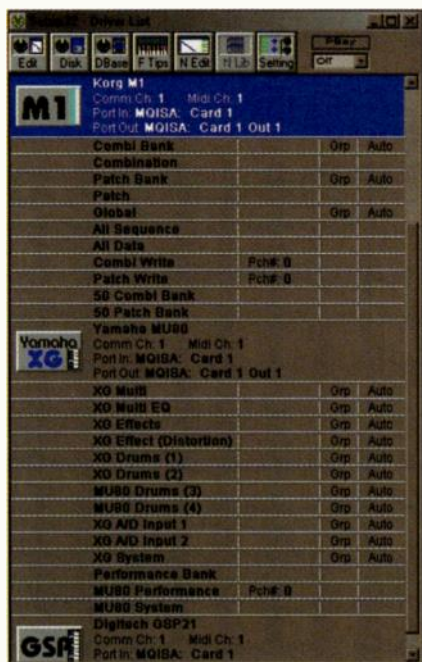 Driver List
Edit Disk DBase F Tips N Edit N Lib Setting
Off
M1
Korg M1
Comm Ch: 1 Midi Ch: 1
Port In: MQISA: Card 1
Port Out: MQISA: Card 1 Out 1
Combi Bank Grp Auto
Combination
Patch Bank Grp Auto
Patch
Global Grp Auto
All Sequence
All Data
Combi Write Pch#: 0
Patch Write Pch#: 0
50 Combi Bank
50 Patch Bank
Yamaha XG
Yamaha MU80
Comm Ch: 1 Midi Ch: 1
Port In: MQISA: Card 1
Port Out: MQISA: Card 1 Out 1
XG Multi Grp Auto
XG Multi EQ Grp Auto
XG Effects Grp Auto
XG Effect (Distortion) Grp Auto
XG Drums (1) Grp Auto
XG Drums (2) Grp Auto
MU80 Drums (3) Grp Auto
MU80 Drums (4) Grp Auto
XG A/D Input 1 Grp Auto
XG A/D Input 2 Grp Auto
XG System Grp Auto
Performance Bank
MU80 Performance Pch#: 0
MU80 System
GSP
Digitech GSP21
Comm Ch: 1 Midi Ch: 1
Port In: MQISA: Card 1